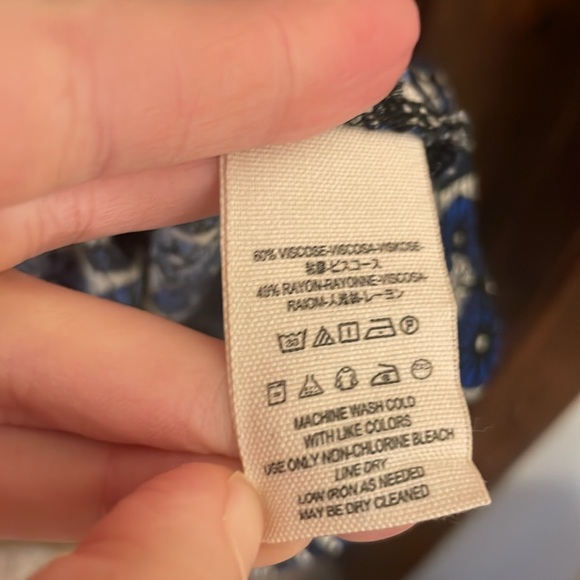 60% VISCOSE-VISCOSA-VISKOSE-
粘胶-ビスコース
40% RAYON-RAYONNE-VISCOSA-
RAION-人造絲-レーヨン
30 P
MACHINE WASH COLD
WITH LIKE COLORS
USE ONLY NON-CHLORINE BLEACH
LINE DRY
LOW IRON AS NEEDED
MAY BE DRY CLEANED